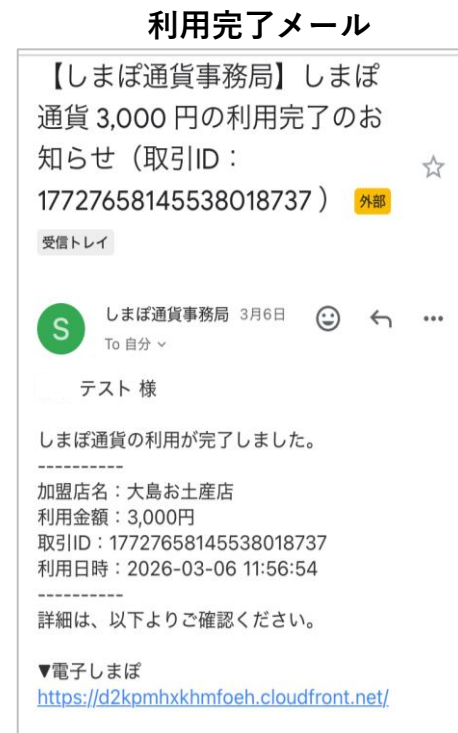 利用完了メール
【しまぽ通貨事務局】しまぽ
通貨 3,000 円の利用完了のお
知らせ（取引ID：
17727658145538018737 ） 外部
受信トレイ
S
しまぽ通貨事務局 3月6日
To 自分
テスト 様
しまぽ通貨の利用が完了しました。
----------
加盟店名：大島お土産店
利用金額：3,000円
取引ID：17727658145538018737
利用日時：2026-03-06 11:56:54
----------
詳細は、以下よりご確認ください。
▼電子しまぽ
https://d2kpmhxkhmfoeh.cloudfront.net/